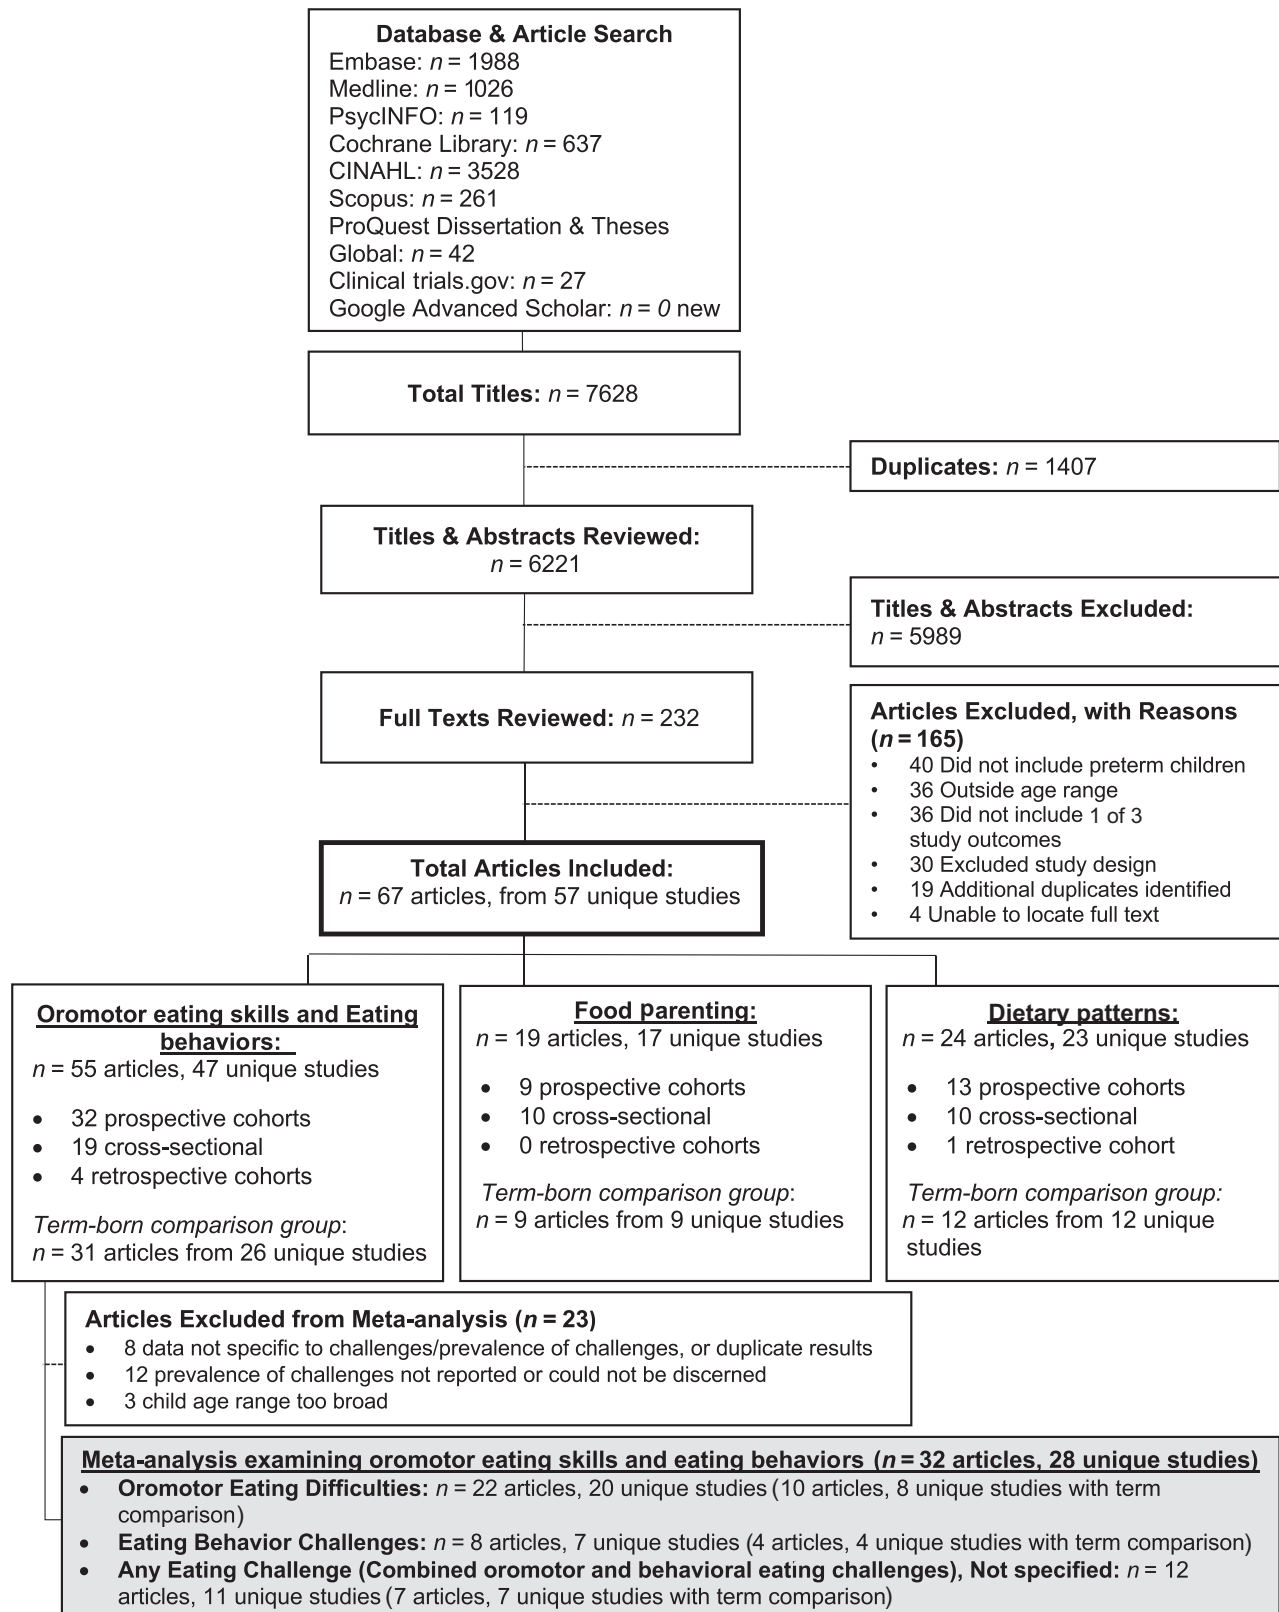 Database & Article Search
Embase: n = 1988
Medline: n = 1026
PsycINFO: n = 119
Cochrane Library: n = 637
CINAHL: n = 3528
Scopus: n = 261
ProQuest Dissertation & Theses
Global: n = 42
Clinical trials.gov: n = 27
Google Advanced Scholar: n = 0 new
Total Titles: n = 7628
Duplicates: n = 1407
Titles & Abstracts Reviewed:
n = 6221
Titles & Abstracts Excluded:
n = 5989
Full Texts Reviewed: n = 232
Articles Excluded, with Reasons
(n = 165)
• 40 Did not include preterm children
• 36 Outside age range
• 36 Did not include 1 of 3
study outcomes
• 30 Excluded study design
• 19 Additional duplicates identified
• 4 Unable to locate full text
Total Articles Included:
n = 67 articles, from 57 unique studies
Oromotor eating skills and Eating
behaviors:
n = 55 articles, 47 unique studies
• 32 prospective cohorts
• 19 cross-sectional
• 4 retrospective cohorts
Term-born comparison group:
n = 31 articles from 26 unique studies
Food parenting:
n = 19 articles, 17 unique studies
• 9 prospective cohorts
• 10 cross-sectional
• 0 retrospective cohorts
Term-born comparison group:
n = 9 articles from 9 unique studies
Dietary patterns:
n = 24 articles, 23 unique studies
• 13 prospective cohorts
• 10 cross-sectional
• 1 retrospective cohort
Term-born comparison group:
n = 12 articles from 12 unique
studies
Articles Excluded from Meta-analysis (n = 23)
• 8 data not specific to challenges/prevalence of challenges, or duplicate results
• 12 prevalence of challenges not reported or could not be discerned
• 3 child age range too broad
Meta-analysis examining oromotor eating skills and eating behaviors (n = 32 articles, 28 unique studies)
• Oromotor Eating Difficulties: n = 22 articles, 20 unique studies (10 articles, 8 unique studies with term
comparison)
• Eating Behavior Challenges: n = 8 articles, 7 unique studies (4 articles, 4 unique studies with term comparison)
• Any Eating Challenge (Combined oromotor and behavioral eating challenges), Not specified: n = 12
articles, 11 unique studies (7 articles, 7 unique studies with term comparison)